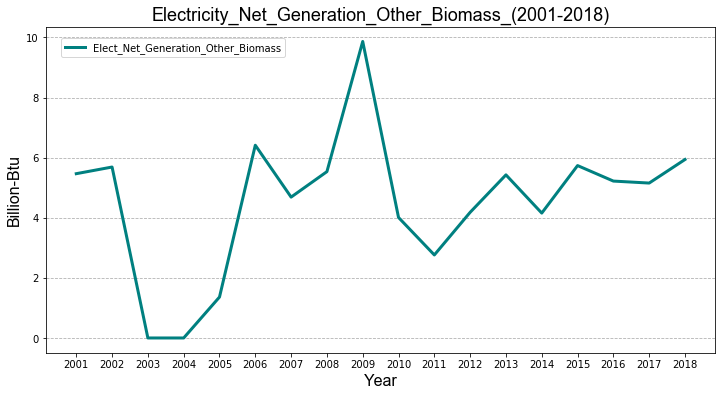 Electricity_Net_Generation_Other_Biomass_(2001-2018)
Elect_Net_Generation_Other_Biomass
Billion-Btu
10
8
6
4
2
0
2001 2002 2003 2004 2005 2006 2007 2008 2009 2010 2011 2012 2013 2014 2015 2016 2017 2018
Year